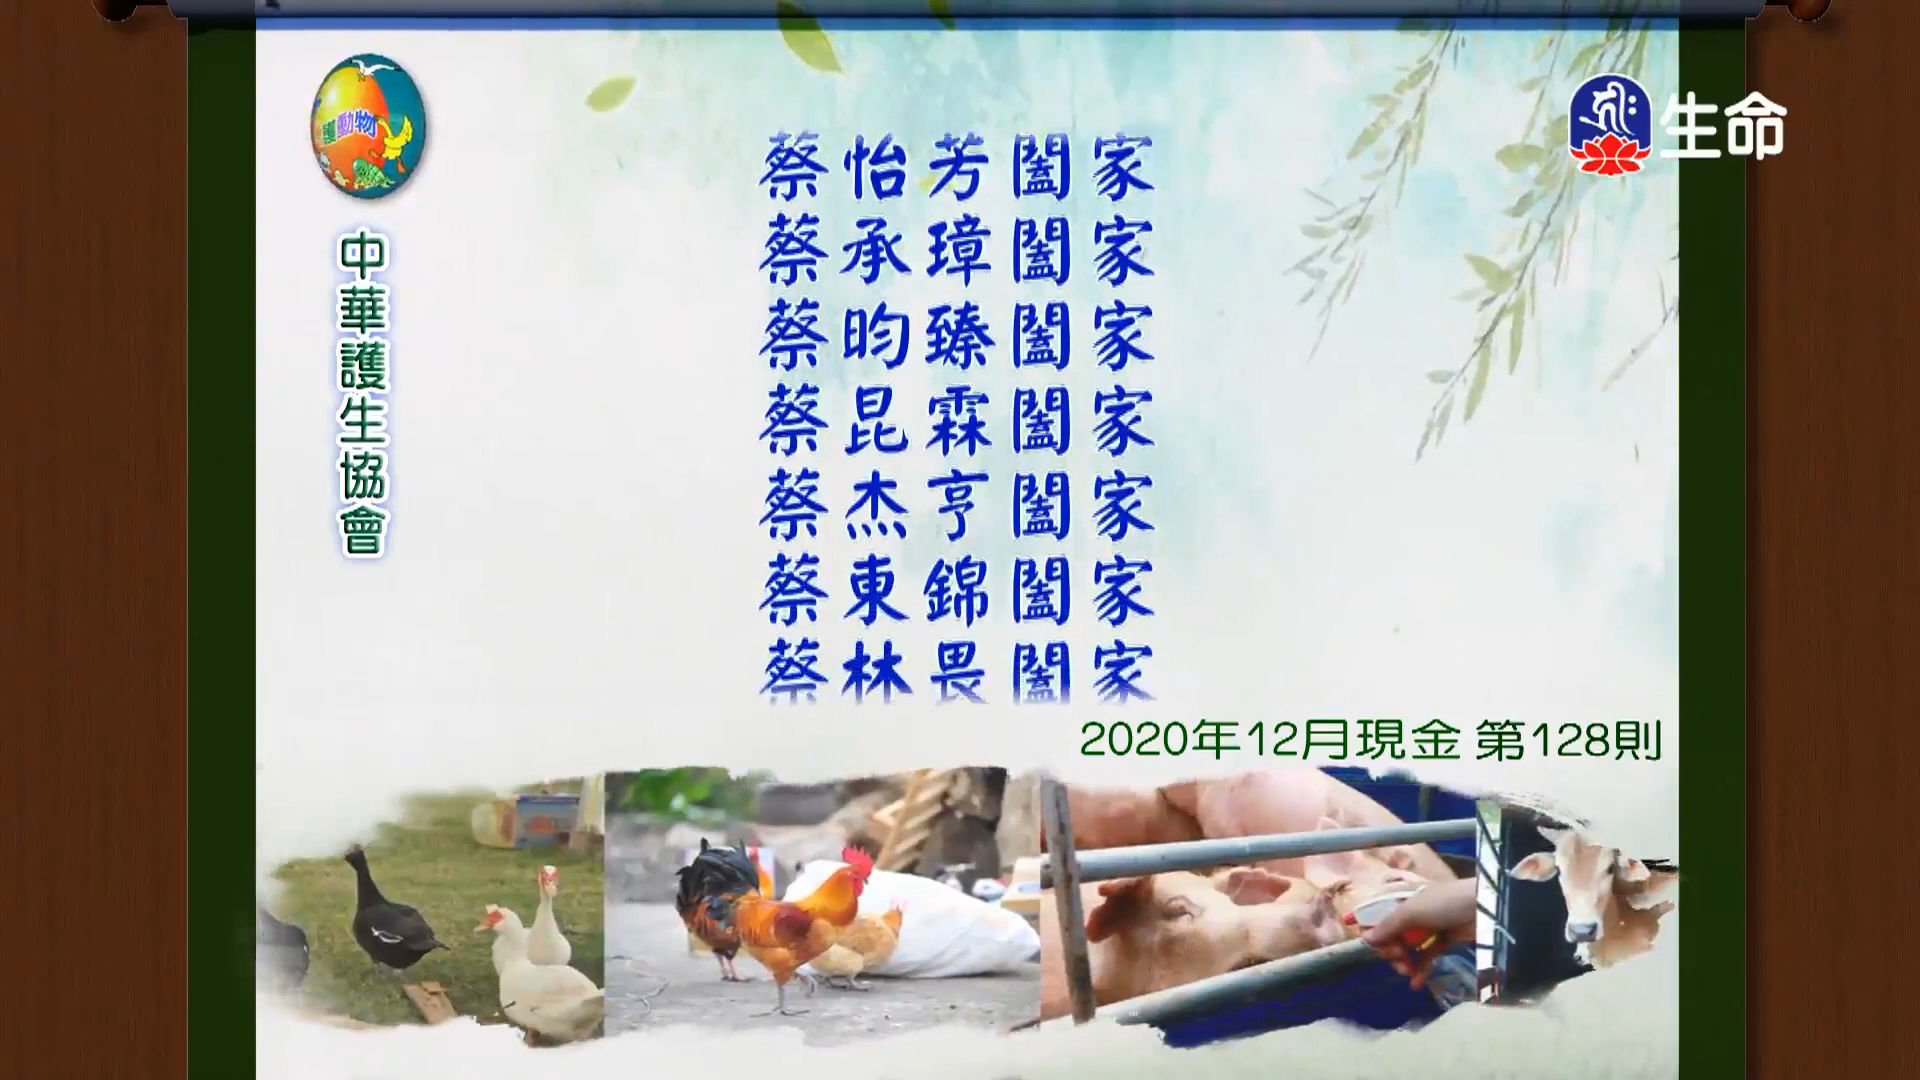 護動物
生命
中華護生協會
蔡怡芳闔家
蔡承璋闔家
蔡昀臻闔家
蔡昆霖闔家
蔡杰亨闔家
蔡東錦闔家
蔡林畏闔家
2020年12月現金 第128則